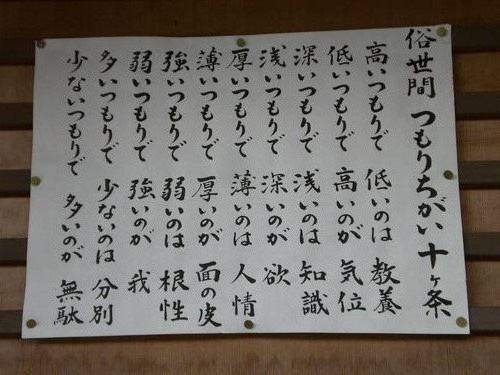 俗世間 つもりちがい十ヶ条
高いつもりで 低いのは 教養
低いつもりで 高いのが 気位
深いつもりで 浅いのは 知識
浅いつもりで 深いのが 欲
厚いつもりで 薄いのは 人情
薄いつもりで 厚いのが 面の皮
強いつもりで 弱いのは 根性
弱いつもりで 強いのが 我
多いつもりで 少ないのは 分別
少ないつもりで 多いのが 無駄